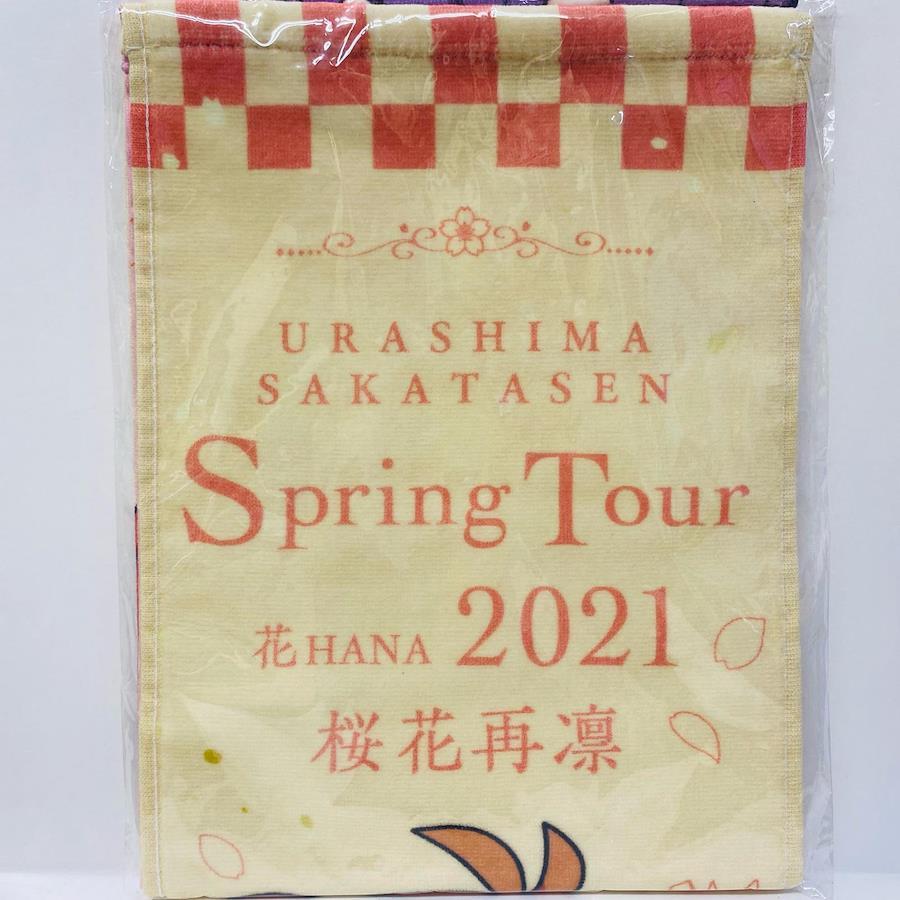 URASHIMA
SAKATASEN
Spring Tour
花HANA 2021
桜花再凛